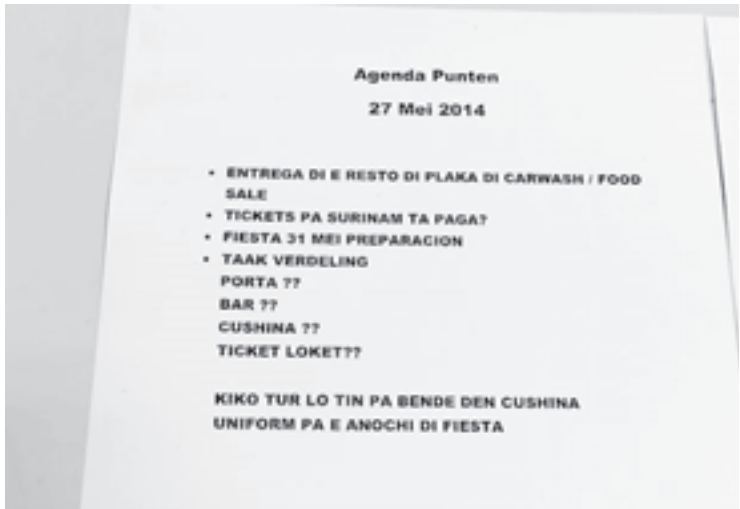 Agenda Punten
27 Mei 2014
• ENTREGA DI E RESTO DI PLAKA DI CARWASH / FOOD
SALE
• TICKETS PA SURINAM TA PAGA?
• FIESTA 31 MEI PREPARACION
• TAAK VERDELING
PORTA ??
BAR ??
CUSHINA ??
TICKET LOKET??
KIKO TUR LO TIN PA BENDE DEN CUSHINA
UNIFORM PA E ANOCHI DI FIESTA